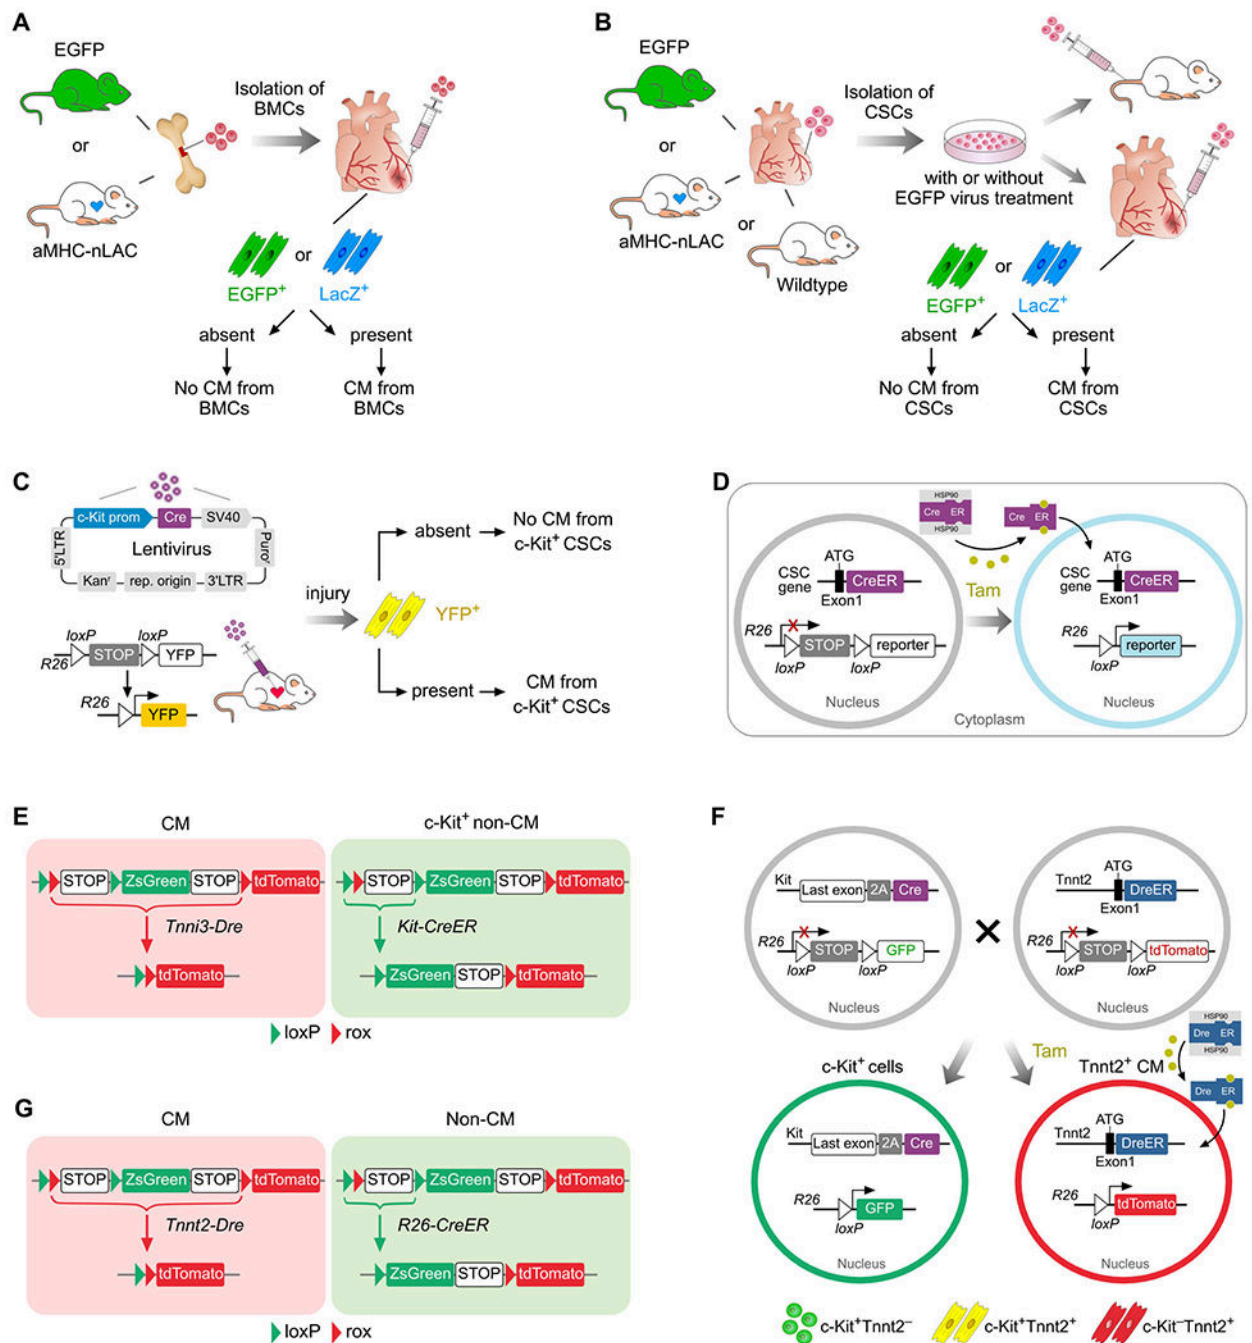 A
EGFP
or
aMHC-nLAC
Isolation of
BMCs
or
EGFP⁺
LacZ⁺
absent
present
No CM from
BMCs
CM from
BMCs
B
EGFP
or
aMHC-nLAC
or
Wildtype
Isolation of
CSCs
with or without
EGFP virus treatment
or
EGFP⁺
LacZ⁺
absent
present
No CM from
CSCs
CM from
CSCs
C
c-Kit prom
Cre
SV40
5'LTR
Lentivirus
Puroʳ
Kanʳ
rep. origin
3'LTR
loxP
loxP
R26
STOP
YFP
R26
YFP
injury
YFP⁺
absent
No CM from
c-Kit⁺ CSCs
present
CM from
c-Kit⁺ CSCs
D
HSP90
Cre ER
HSP90
Cre ER
ATG
CSC
gene
CreER
Exon1
R26
STOP
reporter
loxP
loxP
Nucleus
Tam
Cytoplasm
ATG
CSC
gene
CreER
Exon1
R26
reporter
loxP
Nucleus
E
CM
c-Kit⁺ non-CM
STOP ZsGreen STOP tdTomato
STOP ZsGreen STOP tdTomato
Tnni3-Dre
Kit-CreER
tdTomato
ZsGreen STOP tdTomato
loxP rox
F
Kit
Last exon 2A Cre
R26
STOP
GFP
loxP
loxP
Nucleus
ATG
Tnnt2
DreER
Exon1
R26
STOP
tdTomato
loxP
loxP
Nucleus
HSP90
Dre ER
HSP90
Tam
Dre ER
c-Kit⁺ cells
Tnnt2⁺ CM
Kit
Last exon 2A Cre
R26
GFP
loxP
Nucleus
ATG
Tnnt2
DreER
Exon1
R26
tdTomato
loxP
Nucleus
c-Kit⁺Tnnt2⁻
c-Kit⁺Tnnt2⁺
c-Kit⁻Tnnt2⁺
G
CM
Non-CM
STOP ZsGreen STOP tdTomato
STOP ZsGreen STOP tdTomato
Tnnt2-Dre
R26-CreER
tdTomato
ZsGreen STOP tdTomato
loxP rox